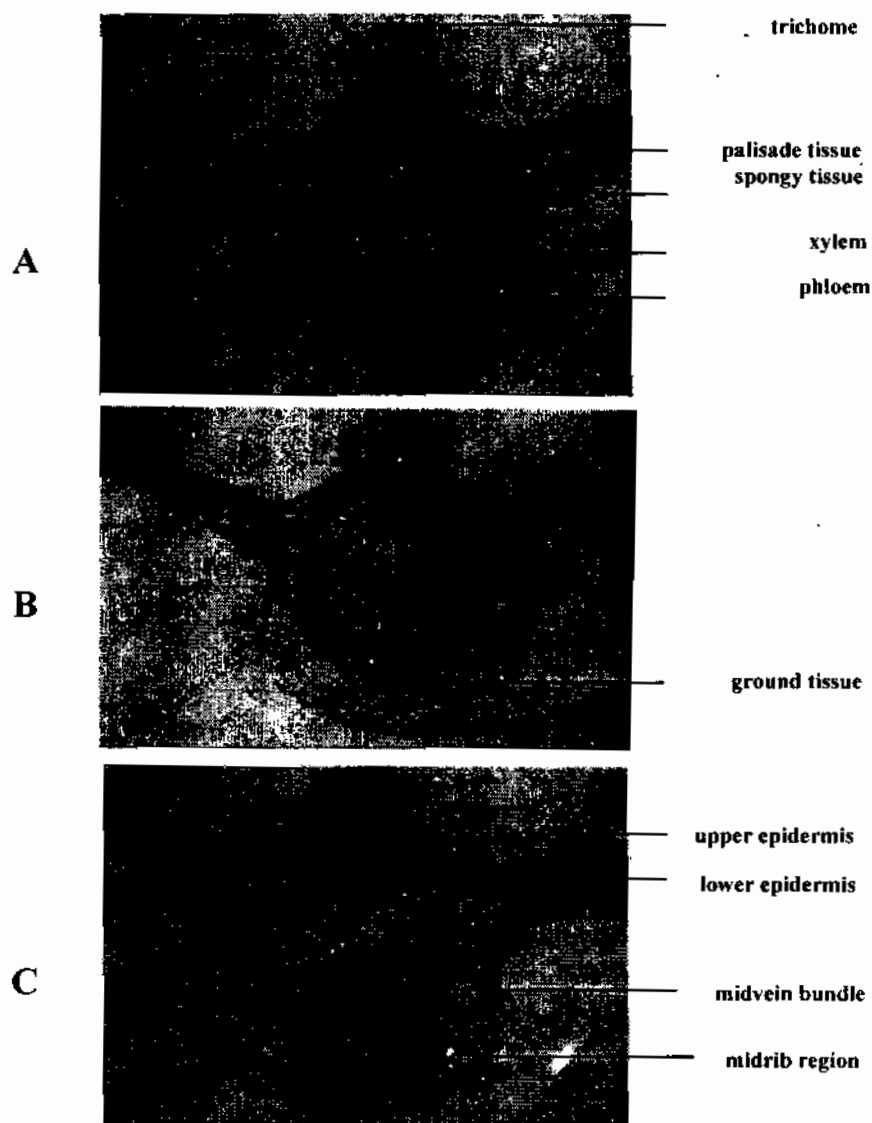 trichome
palisade tissue
spongy tissue
A
xylem
phloem
B
ground tissue
upper epidermis
lower epidermis
C
midvein bundle
midrib region